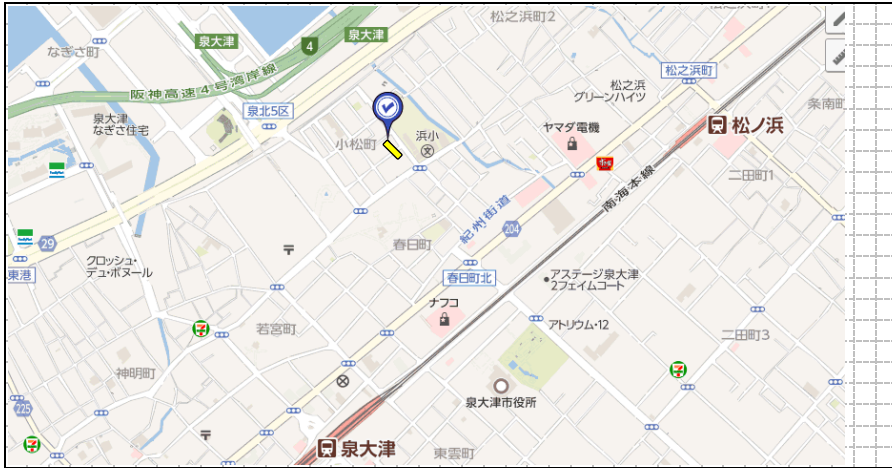 松之浜町2
なぎさ町
泉大津
4
泉大津
阪神高速4号湾岸線
松之浜町
松之浜
グリーンハイツ
条南町
泉大津
なぎさ住宅
泉北5区
小松町
浜小
文
ヤマダ電機
松ノ浜
二田町1
南海本線
紀州街道
204
29
東港
クロッシュ・
デュ・ボヌール
春日町
春日町北
アステージ泉大津
2フェイムコート
ナフコ
アトリウム・12
若宮町
二田町3
7
7
神明町
225
泉大津市役所
7
泉大津
東雲町